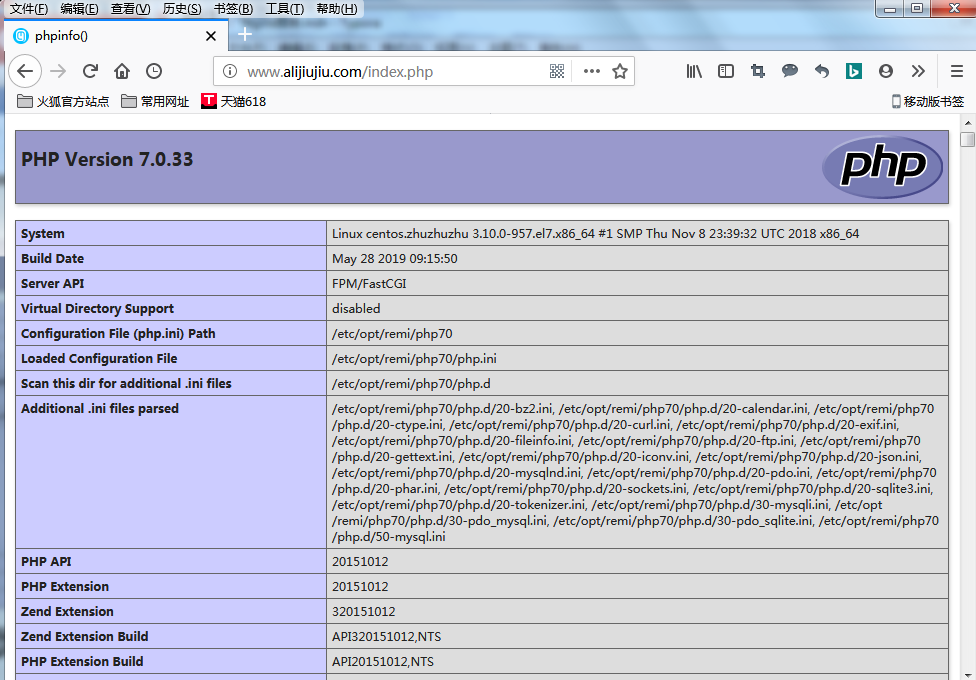 文件(F) 编辑(E) 查看(V) 历史(S) 书签(B) 工具(T) 帮助(H)
phpinfo()
www.alijiujiu.com/index.php
火狐官方站点 常用网址 T 天猫618 移动版书签
PHP Version 7.0.33
php
System Linux centos.zhuzhuzhu 3.10.0-957.el7.x86_64 #1 SMP Thu Nov 8 23:39:32 UTC 2018 x86_64
Build Date May 28 2019 09:15:50
Server API FPM/FastCGI
Virtual Directory Support disabled
Configuration File (php.ini) Path /etc/opt/remi/php70
Loaded Configuration File /etc/opt/remi/php70/php.ini
Scan this dir for additional .ini files /etc/opt/remi/php70/php.d
Additional .ini files parsed /etc/opt/remi/php70/php.d/20-bz2.ini, /etc/opt/remi/php70/php.d/20-calendar.ini, /etc/opt/remi/php70
/php.d/20-ctype.ini, /etc/opt/remi/php70/php.d/20-curl.ini, /etc/opt/remi/php70/php.d/20-exif.ini,
/etc/opt/remi/php70/php.d/20-fileinfo.ini, /etc/opt/remi/php70/php.d/20-ftp.ini, /etc/opt/remi/php70
/php.d/20-gettext.ini, /etc/opt/remi/php70/php.d/20-iconv.ini, /etc/opt/remi/php70/php.d/20-json.ini,
/etc/opt/remi/php70/php.d/20-mysqlnd.ini, /etc/opt/remi/php70/php.d/20-pdo.ini, /etc/opt/remi/php70
/php.d/20-phar.ini, /etc/opt/remi/php70/php.d/20-sockets.ini, /etc/opt/remi/php70/php.d/20-sqlite3.ini,
/etc/opt/remi/php70/php.d/20-tokenizer.ini, /etc/opt/remi/php70/php.d/30-mysqli.ini, /etc/opt
/remi/php70/php.d/30-pdo_mysql.ini, /etc/opt/remi/php70/php.d/30-pdo_sqlite.ini, /etc/opt/remi/php70
/php.d/50-mysql.ini
PHP API 20151012
PHP Extension 20151012
Zend Extension 320151012
Zend Extension Build API320151012,NTS
PHP Extension Build API20151012,NTS